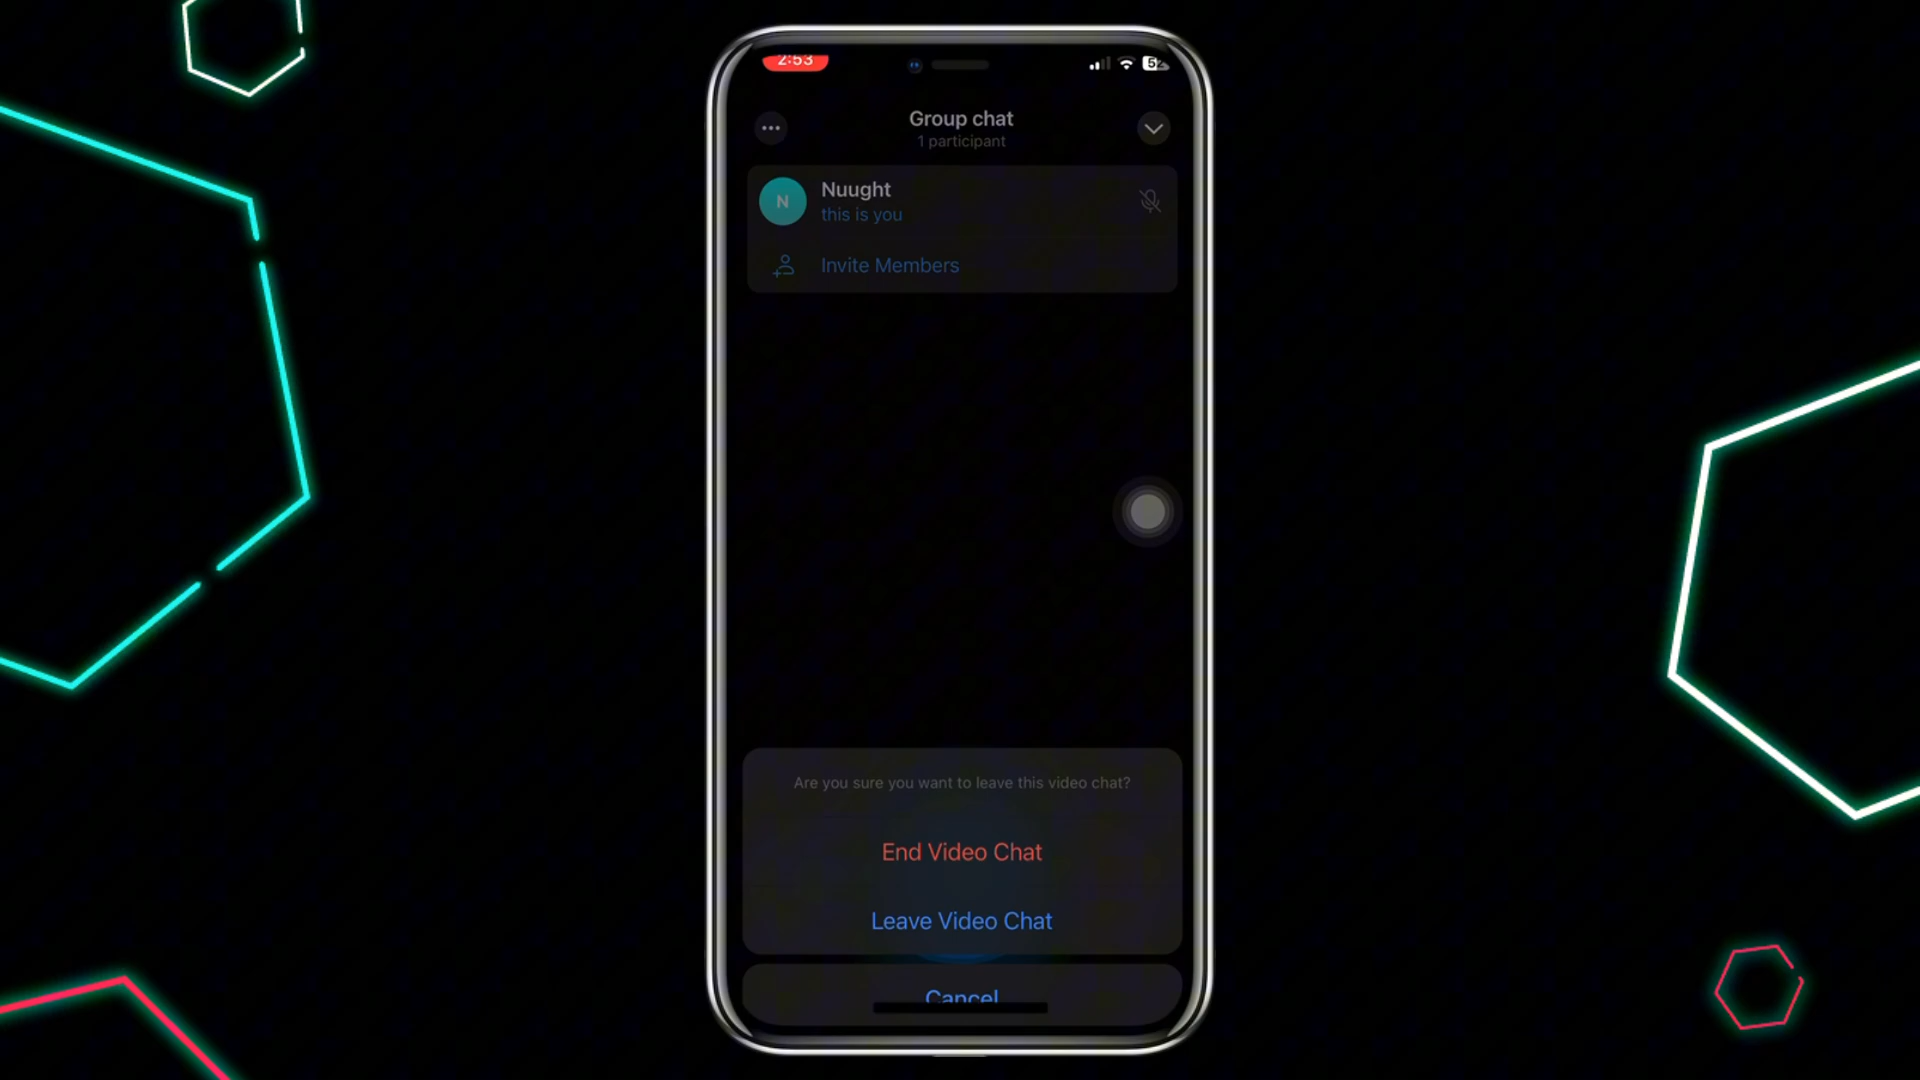 2:53
52
Group chat
1 participant
N
Nuught
this is you
Invite Members
Are you sure you want to leave this video chat?
End Video Chat
Leave Video Chat
Cancel